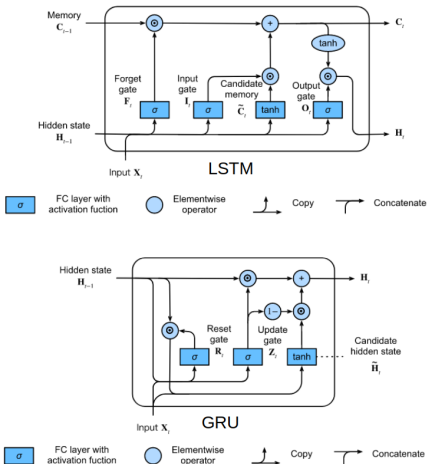 Memory
C_{t−1}
C_t
tanh
Forget
gate
F_t
Input
gate
I_t
Candidate
memory
C̃_t
Output
gate
O_t
σ
σ
tanh
σ
Hidden state
H_{t−1}
H_t
Input X_t
LSTM
σ
FC layer with
activation fuction
Elementwise
operator
Copy
Concatenate
Hidden state
H_{t−1}
+
H_t
1−
Reset
gate
R_t
Update
gate
Z_t
σ
σ
tanh
Candidate
hidden state
H̃_t
Input X_t
GRU
σ
FC layer with
activation fuction
Elementwise
operator
Copy
Concatenate